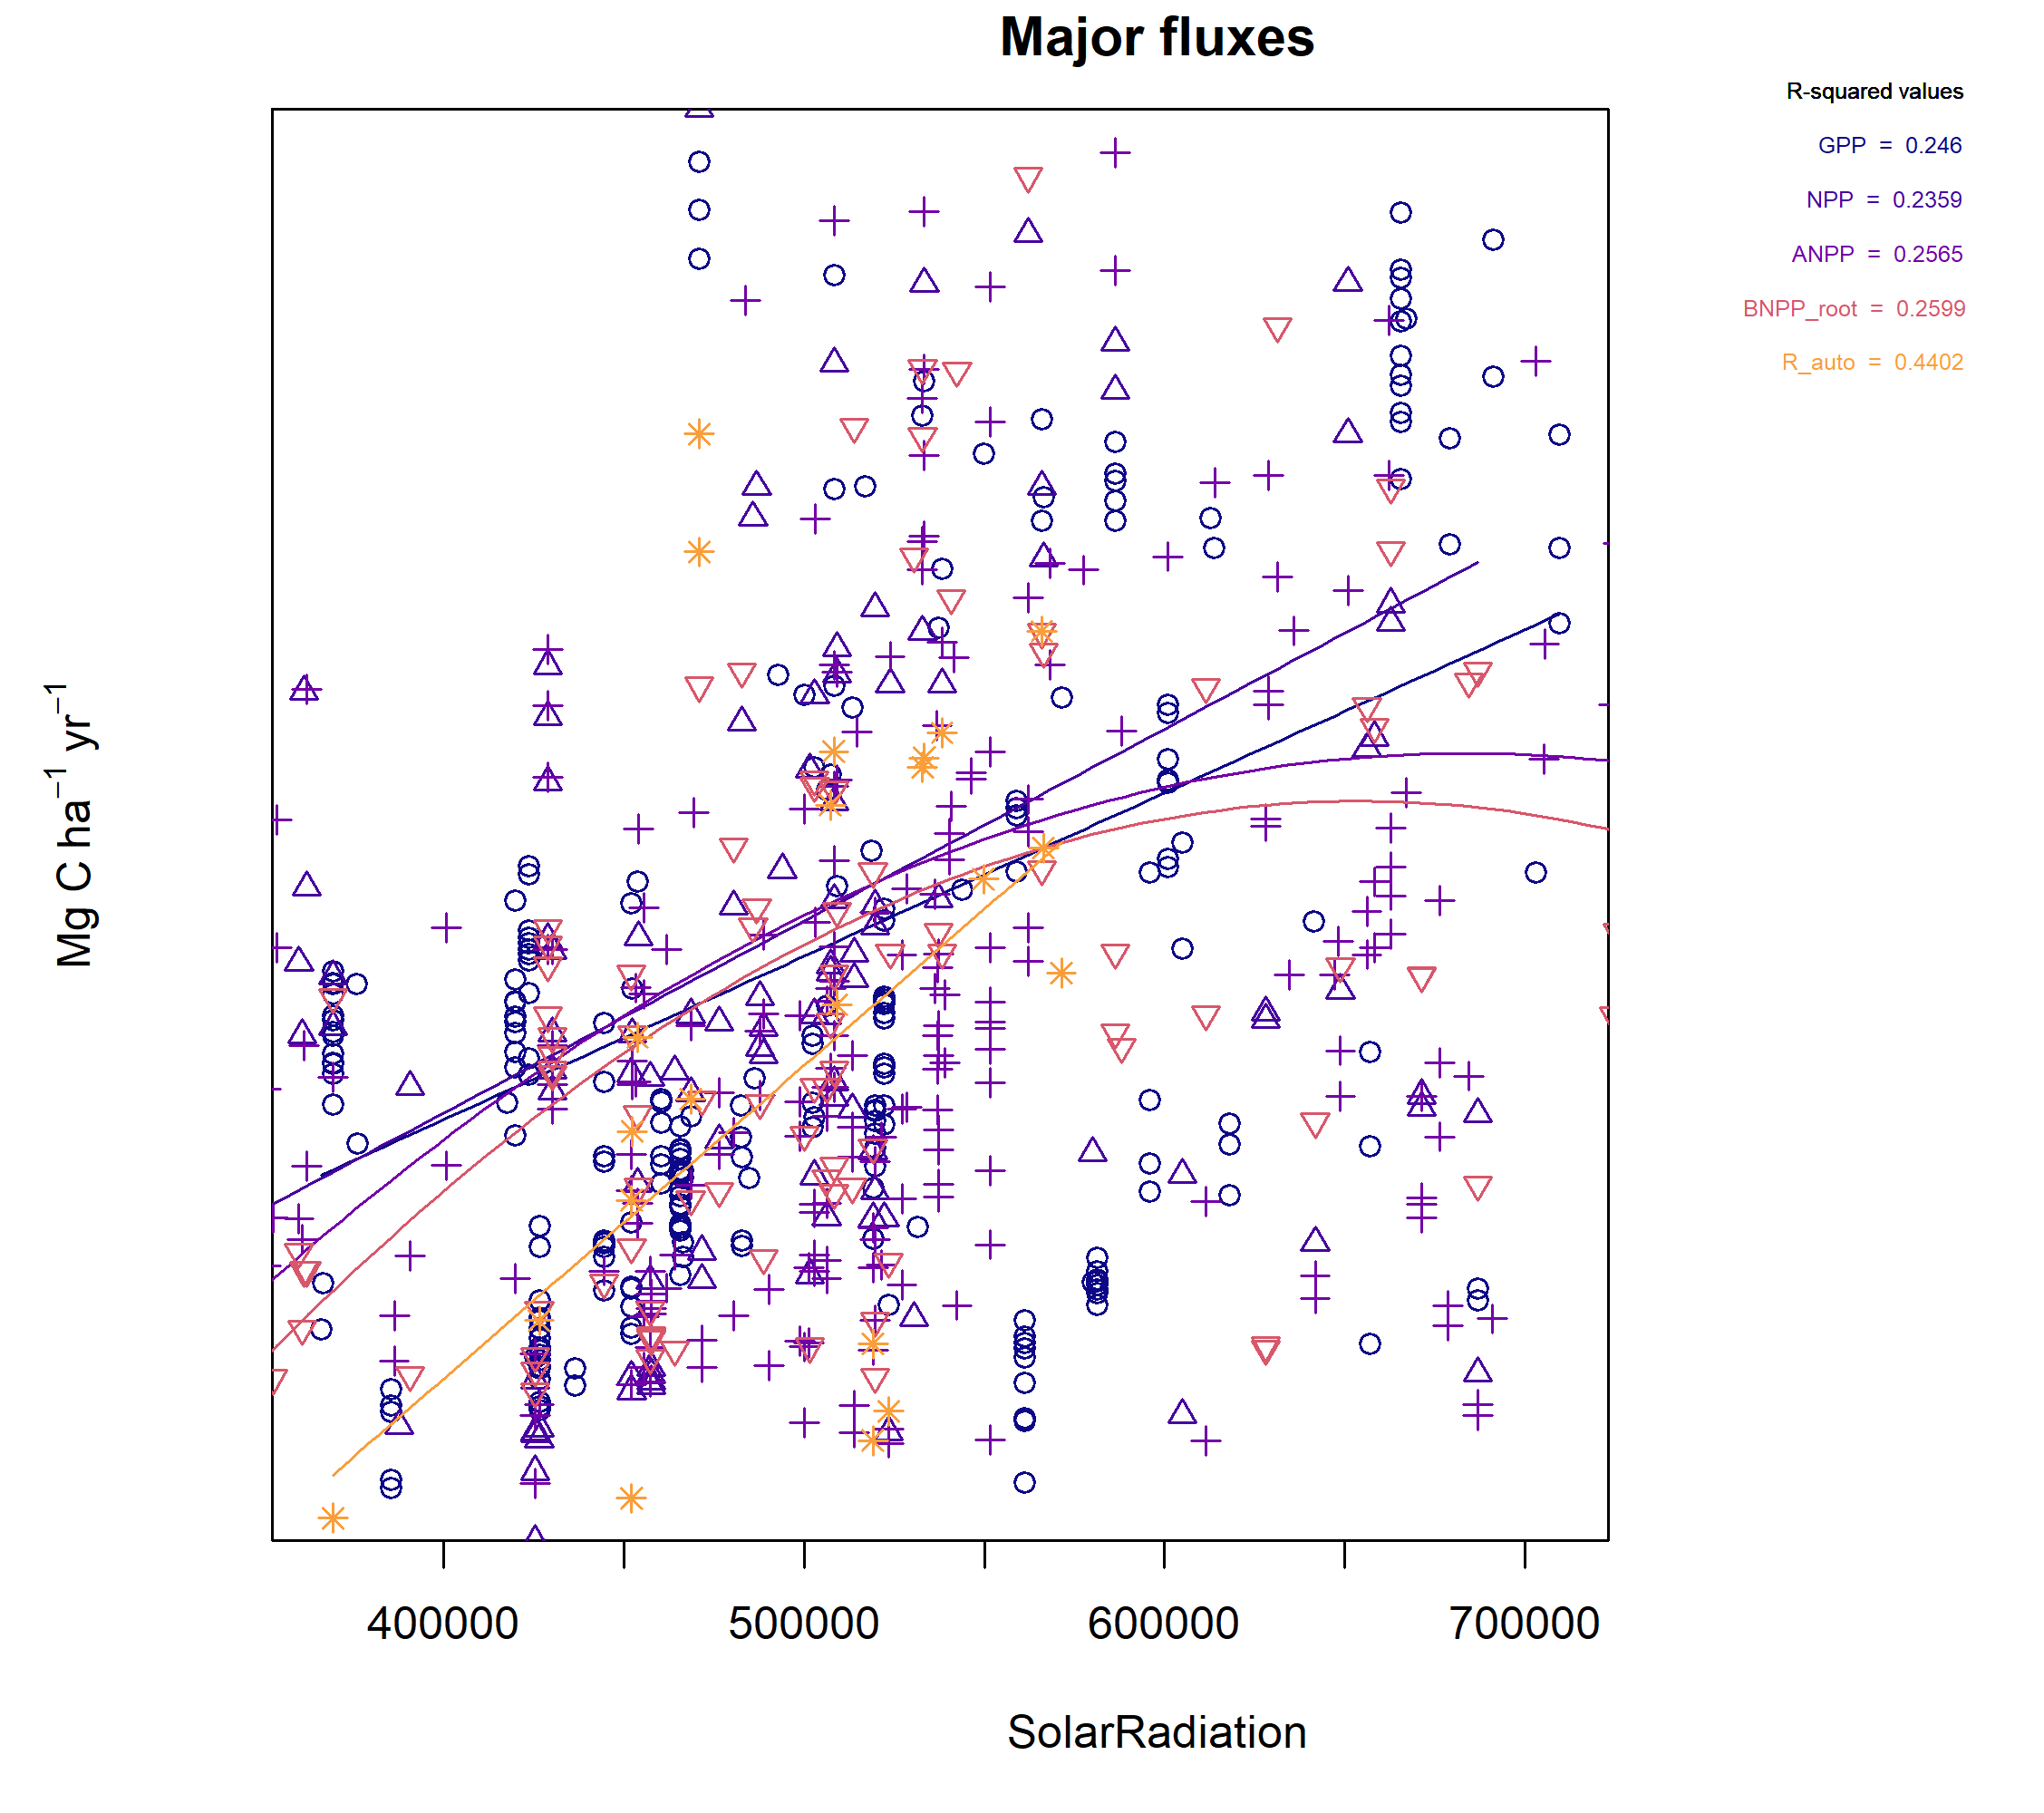 Major fluxes
R-squared values
GPP = 0.246
NPP = 0.2359
ANPP = 0.2565
BNPP_root = 0.2599
R_auto = 0.4402
Mg C ha⁻¹ yr⁻¹
400000 500000 600000 700000
SolarRadiation